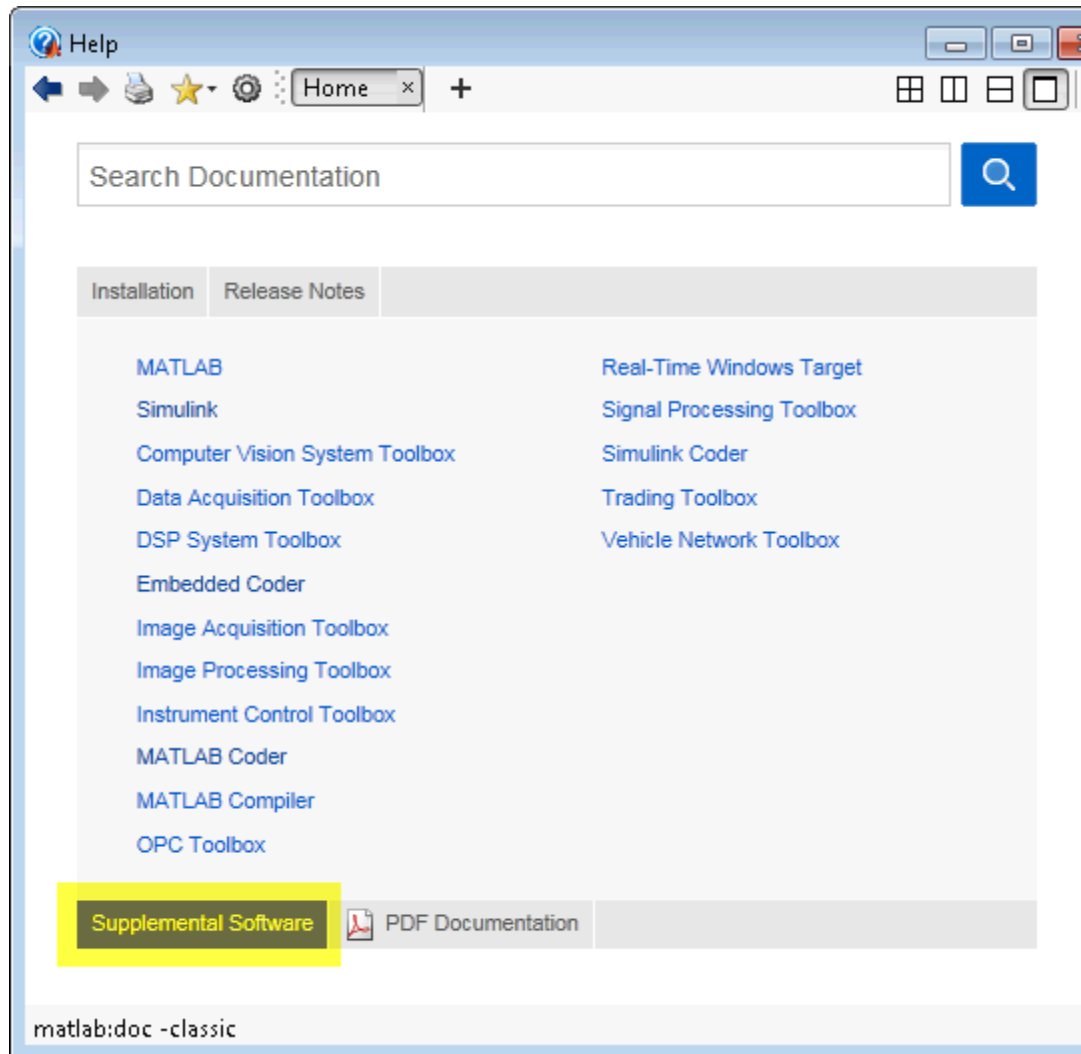 Help
Home
Search Documentation
Installation Release Notes
MATLAB
Simulink
Computer Vision System Toolbox
Data Acquisition Toolbox
DSP System Toolbox
Embedded Coder
Image Acquisition Toolbox
Image Processing Toolbox
Instrument Control Toolbox
MATLAB Coder
MATLAB Compiler
OPC Toolbox
Real-Time Windows Target
Signal Processing Toolbox
Simulink Coder
Trading Toolbox
Vehicle Network Toolbox
Supplemental Software PDF Documentation
matlab:doc -classic